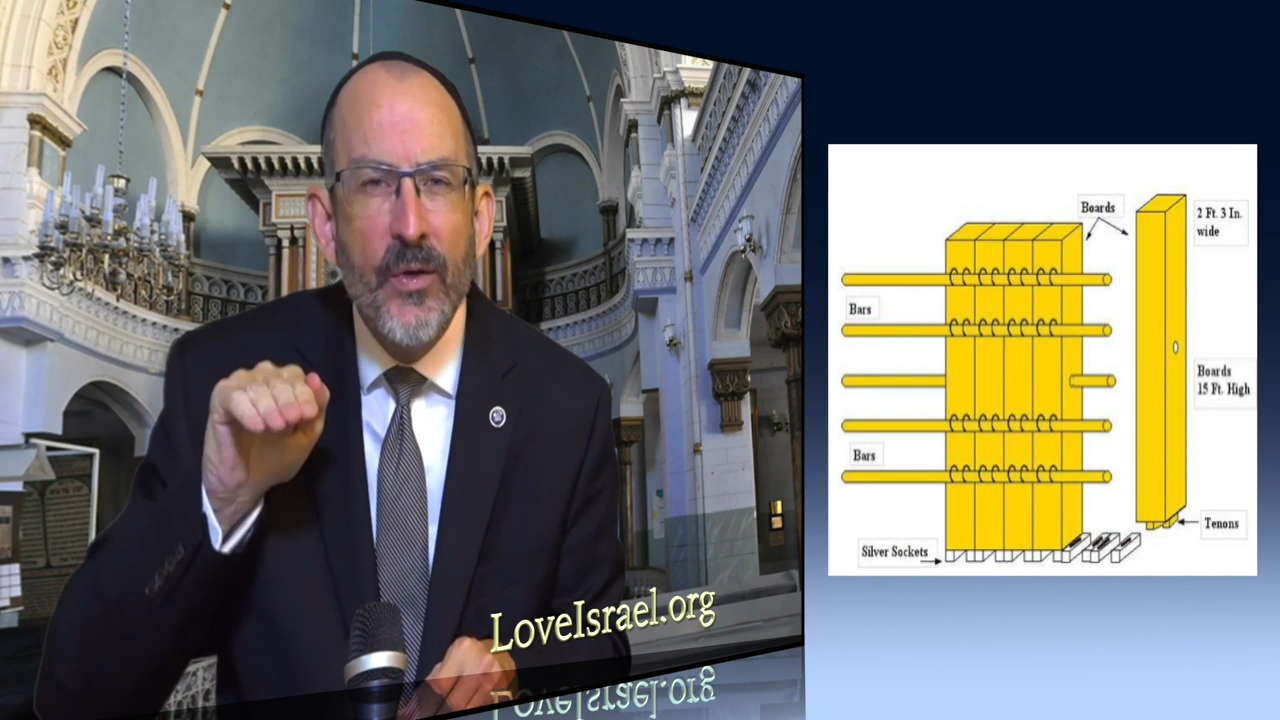 LoveIsrael.org
Boards
2 Ft. 3 In.
wide
Bars
Boards
15 Ft. High
Bars
Tenons
Silver Sockets